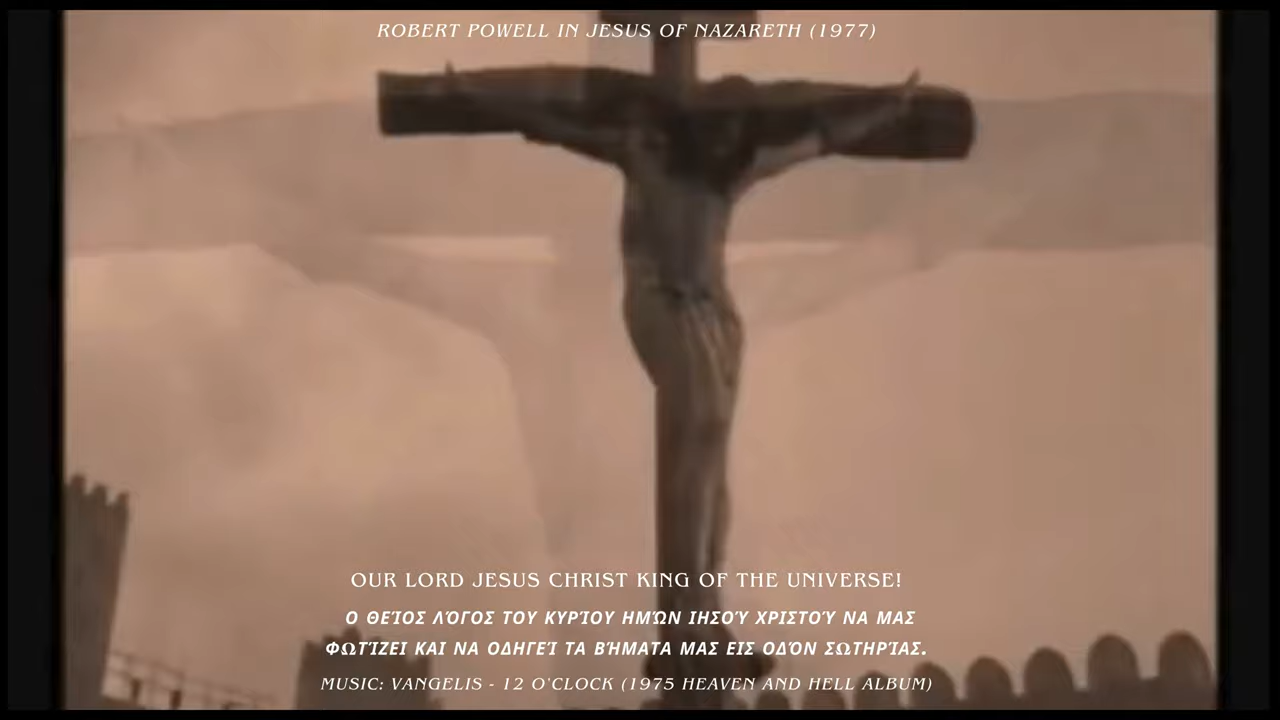 ROBERT POWELL IN JESUS OF NAZARETH (1977)
OUR LORD JESUS CHRIST KING OF THE UNIVERSE!
Ο ΘΕΊΟΣ ΛΌΓΟΣ ΤΟΥ ΚΥΡΊΟΥ ΗΜΏΝ ΙΗΣΟΎ ΧΡΙΣΤΟΎ ΝΑ ΜΑΣ
ΦΩΤΊΖΕΙ ΚΑΙ ΝΑ ΟΔΗΓΕΊ ΤΑ ΒΉΜΑΤΑ ΜΑΣ ΕΙΣ ΟΔΌΝ ΣΩΤΗΡΊΑΣ.
MUSIC: VANGELIS - 12 O'CLOCK (1975 HEAVEN AND HELL ALBUM)